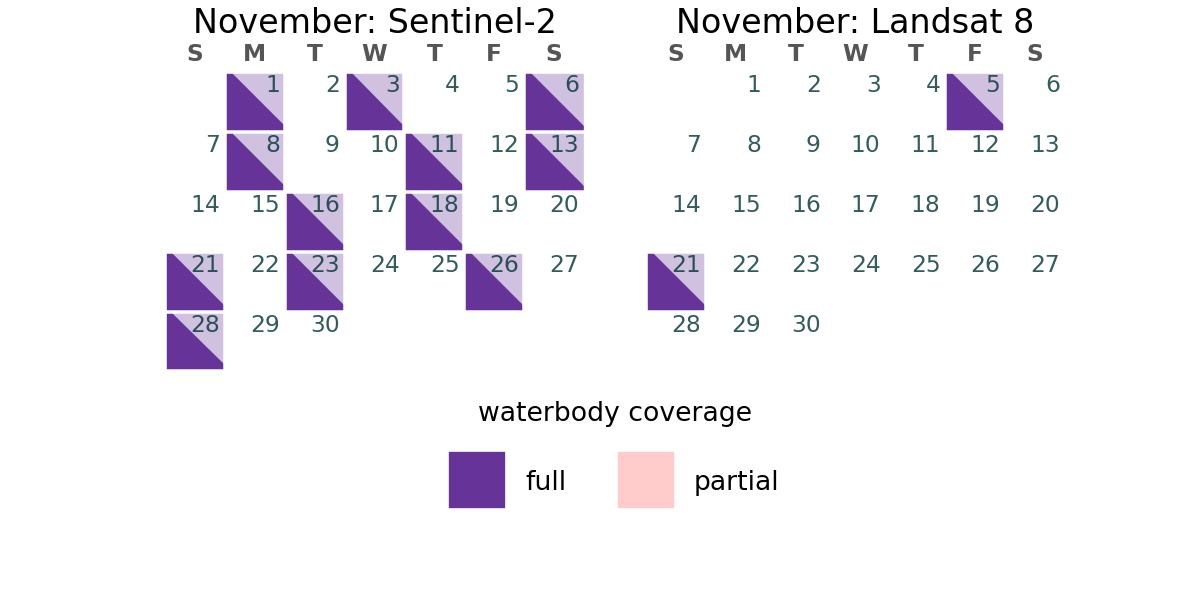 November: Sentinel-2
S M T W T F S
1 2 3 4 5 6
7 8 9 10 11 12 13
14 15 16 17 18 19 20
21 22 23 24 25 26 27
28 29 30
November: Landsat 8
S M T W T F S
1 2 3 4 5 6
7 8 9 10 11 12 13
14 15 16 17 18 19 20
21 22 23 24 25 26 27
28 29 30
waterbody coverage
full
partial